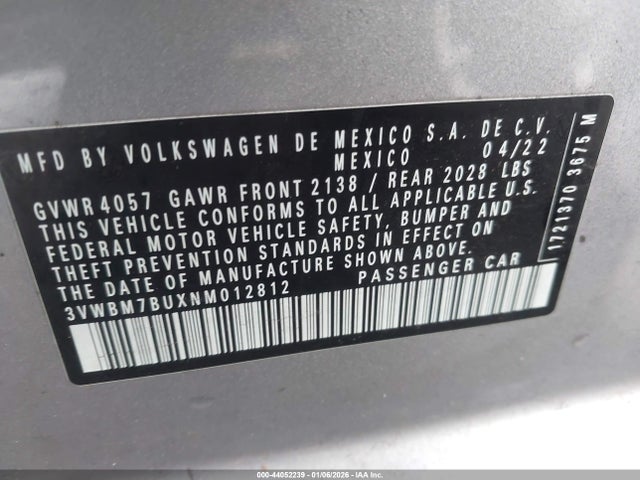 MFD BY VOLKSWAGEN DE MEXICO S.A. DE C.V.
MEXICO 04/22
GVWR 4057 GAWR FRONT 2138 / REAR 2028 LBS
THIS VEHICLE CONFORMS TO ALL APPLICABLE U.S.
FEDERAL MOTOR VEHICLE SAFETY, BUMPER AND
THEFT PREVENTION STANDARDS IN EFFECT ON
THE DATE OF MANUFACTURE SHOWN ABOVE.
3VWBM7BUXNM012812 PASSENGER CAR
1721370 3675 M
000-44052239 - 01/06/2026 - IAA Inc.